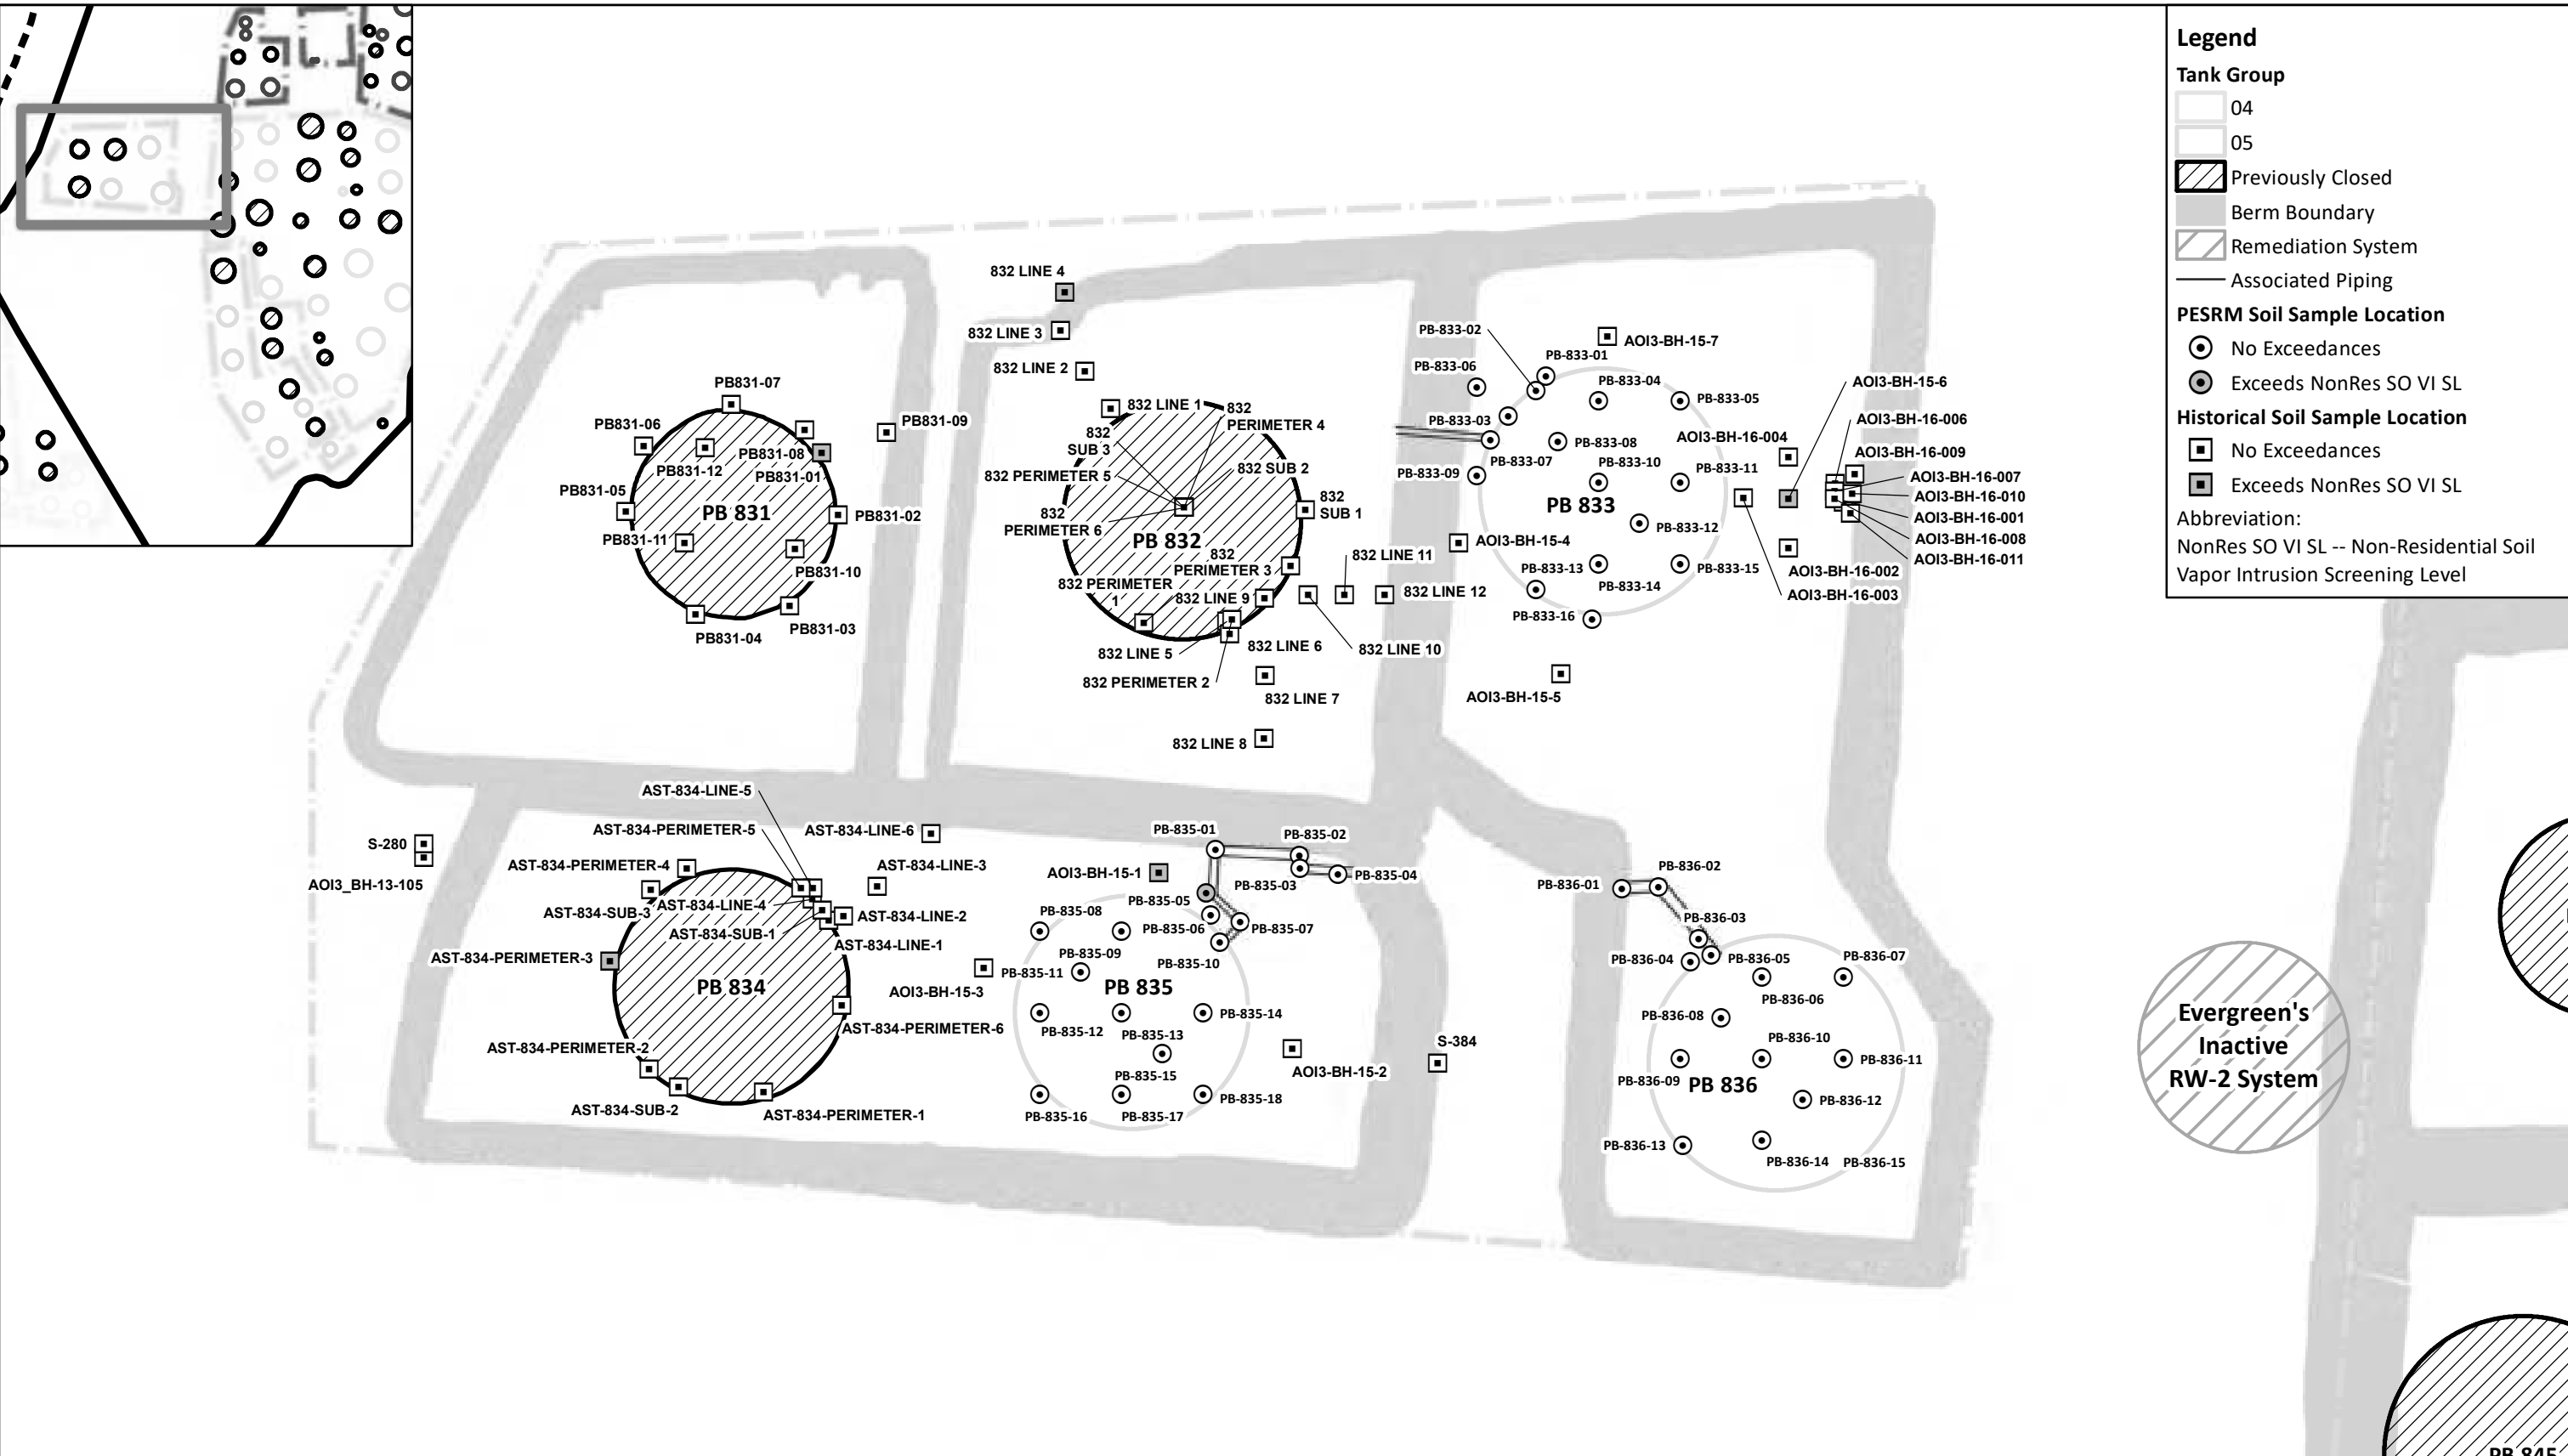 Legend
Tank Group
04
05
Previously Closed
Berm Boundary
Remediation System
Associated Piping
PESRM Soil Sample Location
No Exceedances
Exceeds NonRes SO VI SL
Historical Soil Sample Location
No Exceedances
Exceeds NonRes SO VI SL
Abbreviation:
NonRes SO VI SL -- Non-Residential Soil
Vapor Intrusion Screening Level
832 LINE 4
832 LINE 3
832 LINE 2
832 LINE 1
832
PERIMETER 4
832
SUB 3
832 PERIMETER 5
832 SUB 2
832
SUB 1
832
PERIMETER 6
PB 832
832
PERIMETER 3
832 PERIMETER
1
832 LINE 9
832 LINE 11
832 LINE 12
832 LINE 5
832 LINE 6
832 LINE 10
832 PERIMETER 2
832 LINE 7
832 LINE 8
PB831-07
PB831-06
PB831-09
PB831-12
PB831-08
PB831-01
PB831-05
PB 831
PB831-02
PB831-11
PB831-10
PB831-03
PB831-04
PB-833-02
AOI3-BH-15-7
PB-833-01
PB-833-06
PB-833-04
PB-833-05
PB-833-03
PB-833-08
AOI3-BH-16-004
PB-833-07
PB-833-10
PB-833-11
PB-833-09
PB 833
PB-833-12
AOI3-BH-15-4
PB-833-13
PB-833-14
PB-833-15
PB-833-16
AOI3-BH-15-5
AOI3-BH-15-6
AOI3-BH-16-006
AOI3-BH-16-009
AOI3-BH-16-007
AOI3-BH-16-010
AOI3-BH-16-001
AOI3-BH-16-008
AOI3-BH-16-011
AOI3-BH-16-002
AOI3-BH-16-003
S-280
AOI3_BH-13-105
AST-834-LINE-5
AST-834-PERIMETER-5
AST-834-LINE-6
AST-834-PERIMETER-4
AST-834-LINE-3
AST-834-SUB-3
AST-834-LINE-4
AST-834-LINE-2
AST-834-SUB-1
AST-834-LINE-1
AST-834-PERIMETER-3
PB 834
AOI3-BH-15-3
AST-834-PERIMETER-6
AST-834-PERIMETER-2
AST-834-SUB-2
AST-834-PERIMETER-1
PB-835-01
PB-835-02
AOI3-BH-15-1
PB-835-03
PB-835-04
PB-835-05
PB-835-08
PB-835-06
PB-835-07
PB-835-09
PB-835-10
PB-835-11
PB 835
PB-835-12
PB-835-13
PB-835-14
PB-835-15
PB-835-16
PB-835-17
PB-835-18
AOI3-BH-15-2
S-384
PB-836-01
PB-836-02
PB-836-03
PB-836-04
PB-836-05
PB-836-07
PB-836-06
PB-836-08
PB-836-10
PB-836-09
PB 836
PB-836-11
PB-836-12
PB-836-13
PB-836-14
PB-836-15
Evergreen's
Inactive
RW-2 System